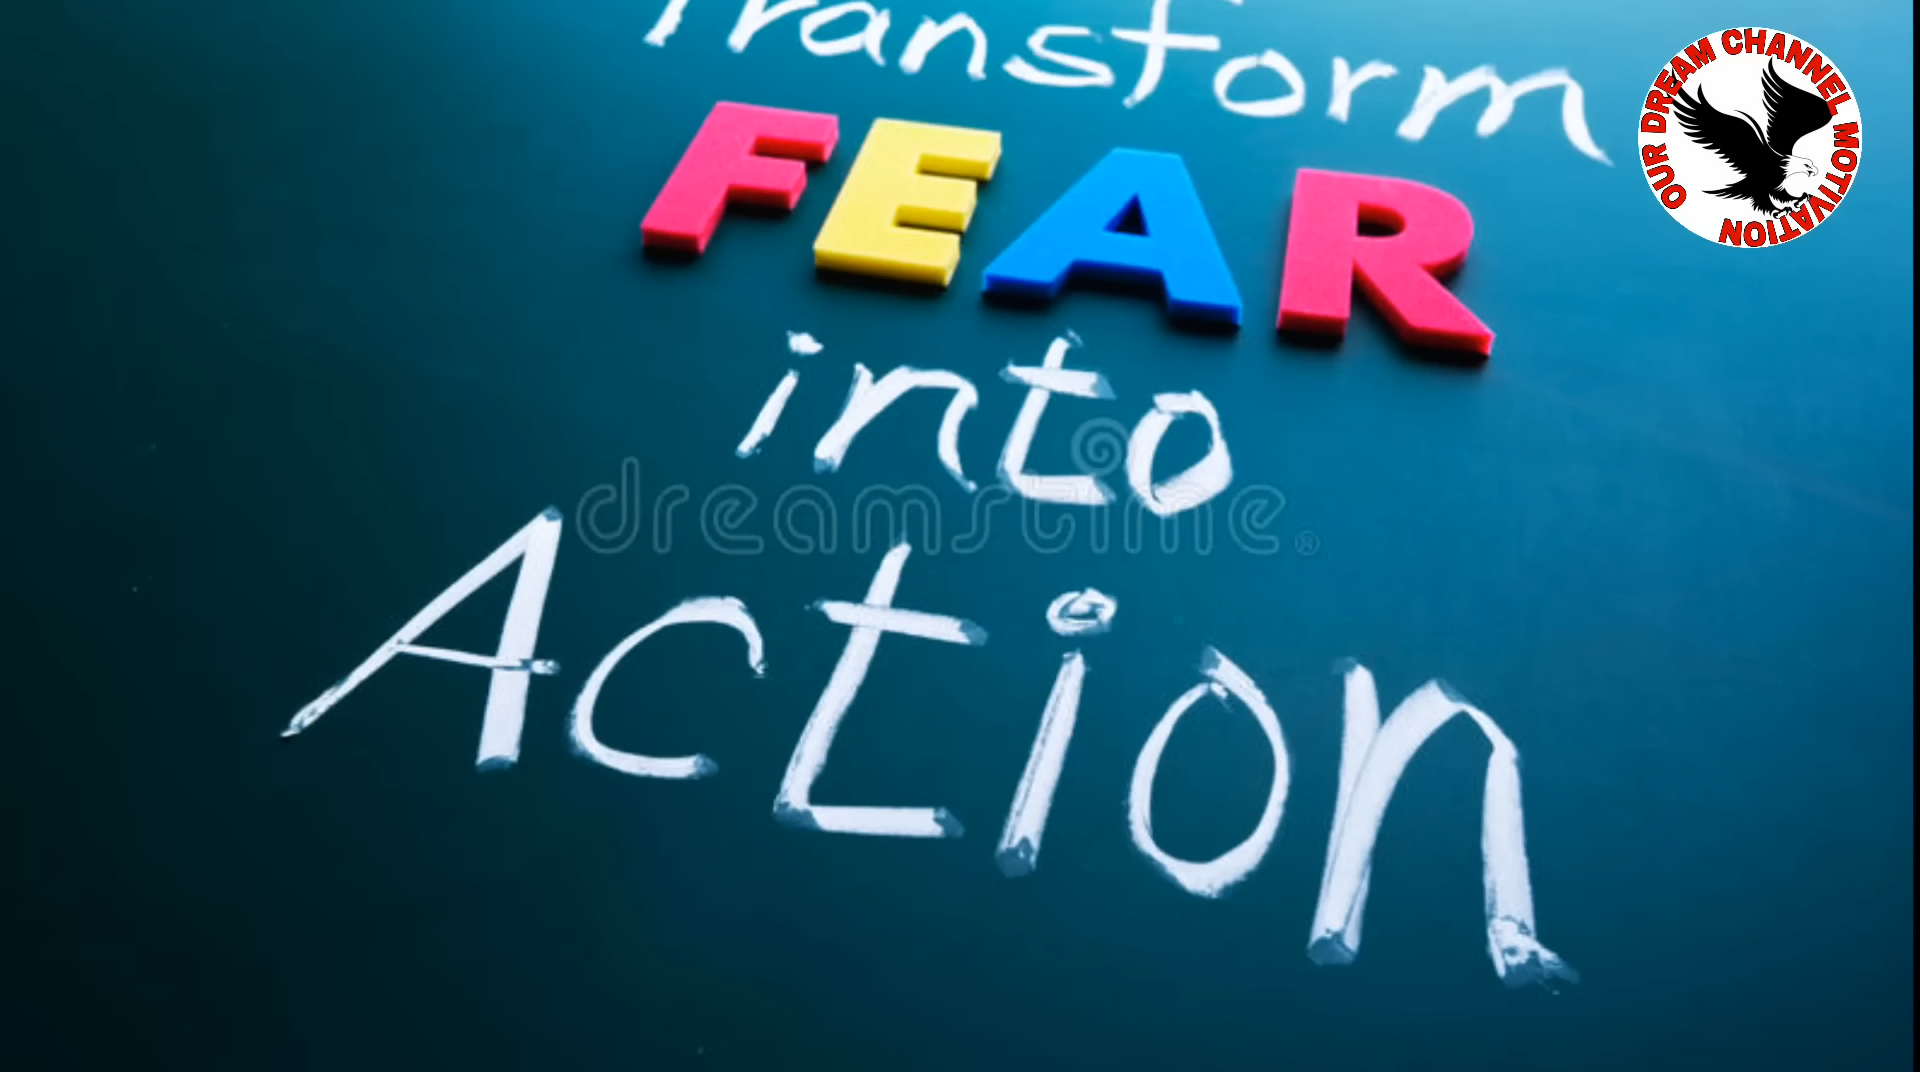 Transform
FEAR
into
Action
dreamstime®
OUR DREAM CHANNEL MOTIVATION